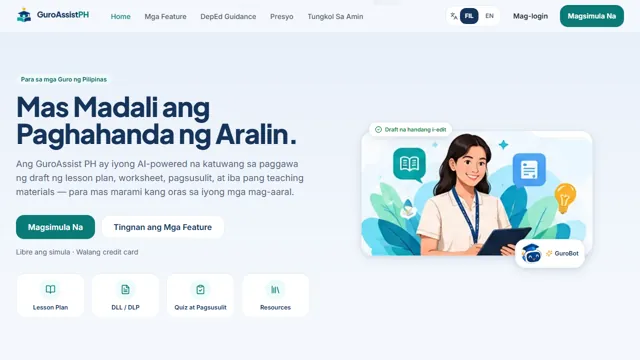 GuroAssistPH
Home
Mga Feature
DepEd Guidance
Presyo
Tungkol Sa Amin
FIL
EN
Mag-login
Magsimula Na
Para sa mga Guro ng Pilipinas
Mas Madali ang
Paghahanda ng Aralin.
Ang GuroAssist PH ay iyong AI-powered na katuwang sa paggawa
ng draft ng lesson plan, worksheet, pagsusulit, at iba pang teaching
materials — para mas marami kang oras sa iyong mga mag-aaral.
Magsimula Na
Tingnan ang Mga Feature
Libre ang simula · Walang credit card
Lesson Plan
DLL / DLP
Quiz at Pagsusulit
Resources
Draft na handang i-edit
GuroBot